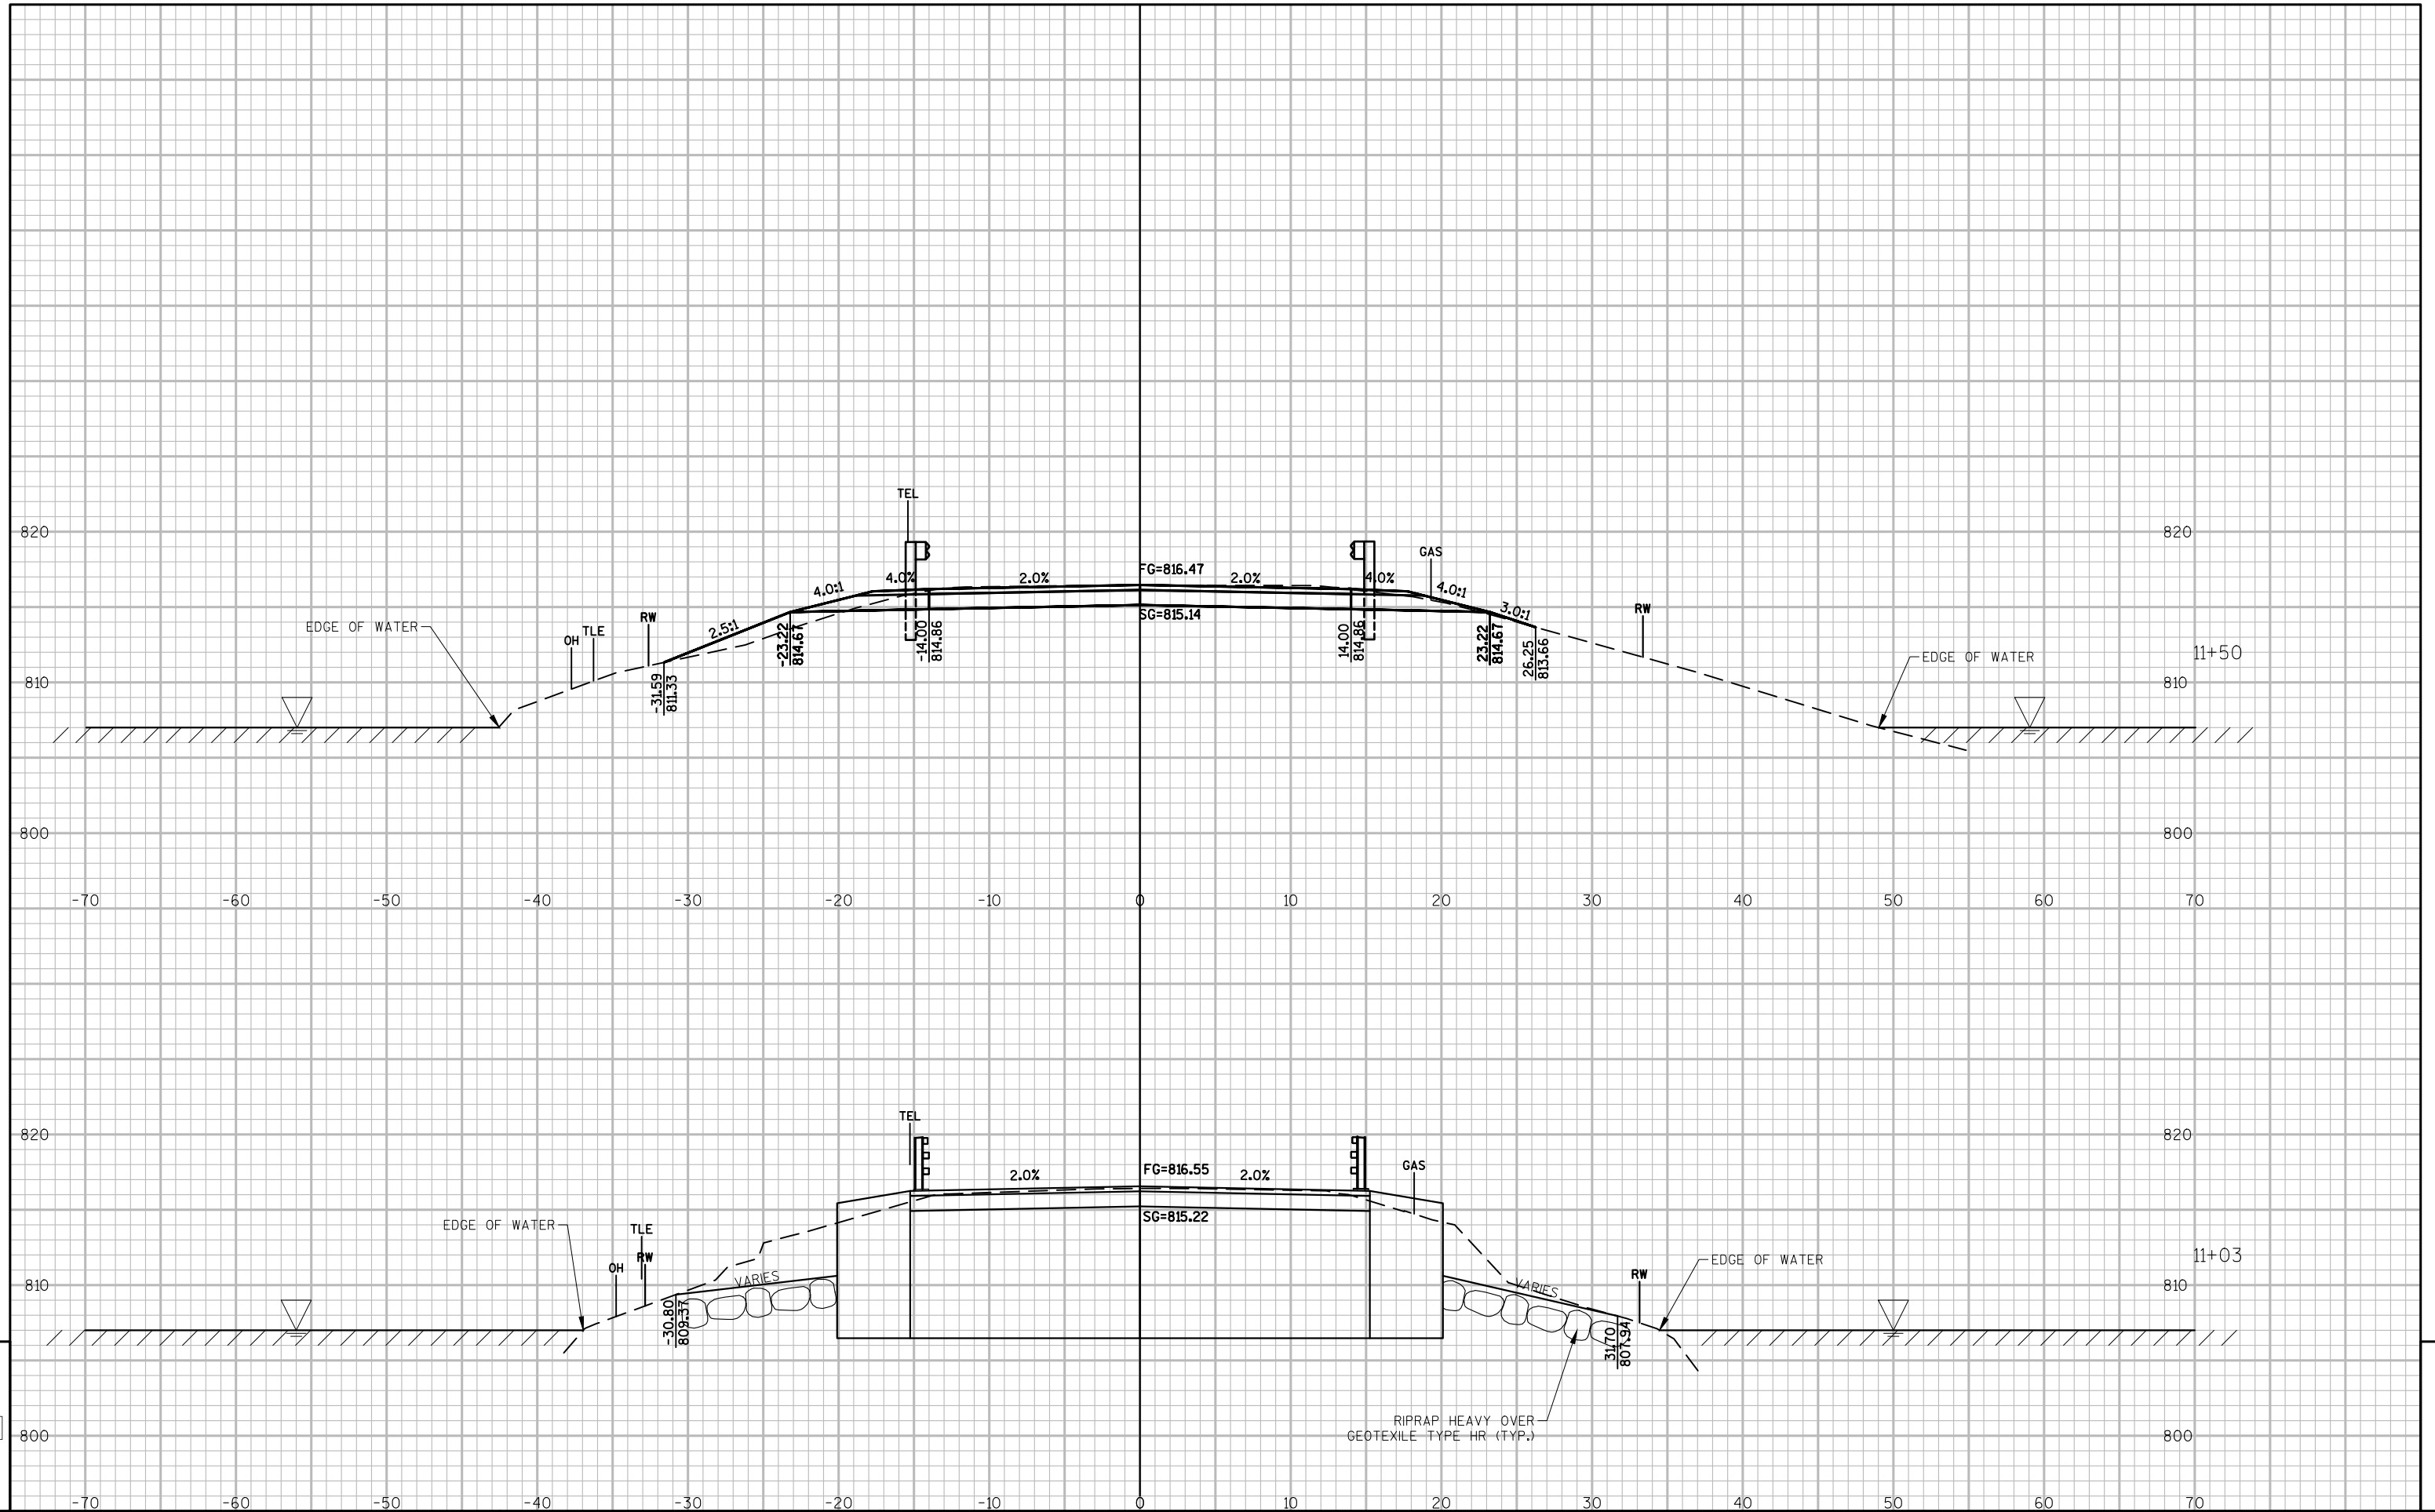 TEL
820
820
GAS
FG=816.47
4.0:1
4.0%
2.0%
2.0%
4.0%
4.0:1
3.0:1
SG=815.14
RW
EDGE OF WATER
OH
TLE
RW
2.5:1
-23.22
814.67
-14.00
814.86
14.00
814.86
23.22
814.67
26.25
813.66
EDGE OF WATER
11+50
810
810
-31.59
811.33
800
800
-70
-60
-50
-40
-30
-20
-10
0
10
20
30
40
50
60
70
TEL
820
820
2.0%
FG=816.55
2.0%
GAS
SG=815.22
EDGE OF WATER
TLE
RW
OH
VARIES
VARIES
RW
EDGE OF WATER
11+03
810
810
-30.80
809.37
31.70
807.94
RIPRAP HEAVY OVER
GEOTEXILE TYPE HR (TYP.)
800
800
-70
-60
-50
-40
-30
-20
-10
0
10
20
30
40
50
60
70